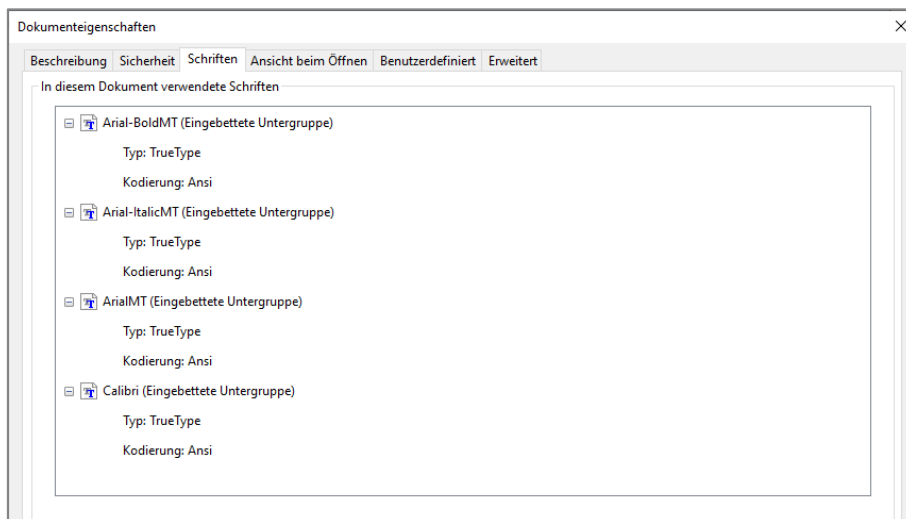 Dokumenteigenschaften
Beschreibung Sicherheit Schriften Ansicht beim Öffnen Benutzerdefiniert Erweitert
In diesem Dokument verwendete Schriften
Arial-BoldMT (Eingebettete Untergruppe)
Typ: TrueType
Kodierung: Ansi
Arial-ItalicMT (Eingebettete Untergruppe)
Typ: TrueType
Kodierung: Ansi
ArialMT (Eingebettete Untergruppe)
Typ: TrueType
Kodierung: Ansi
Calibri (Eingebettete Untergruppe)
Typ: TrueType
Kodierung: Ansi